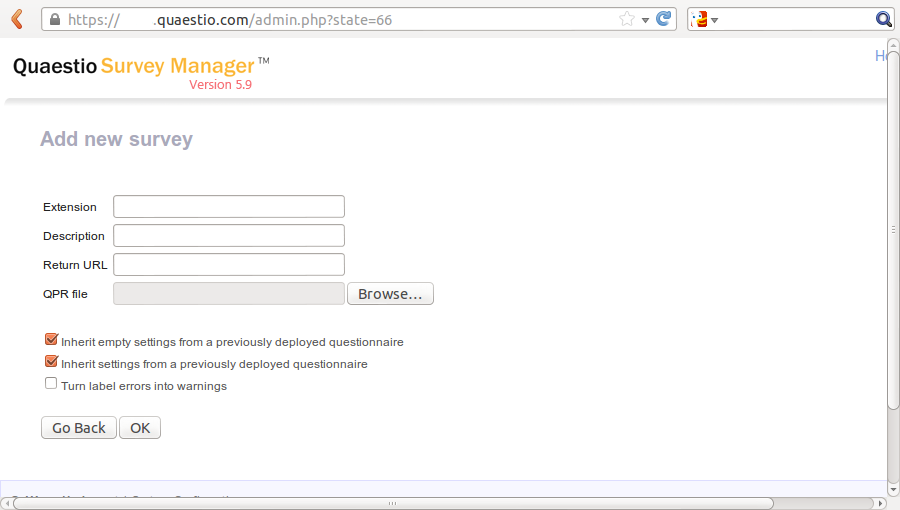 https:// .quaestio.com/admin.php?state=66
Quaestio Survey Manager™
Version 5.9
Add new survey
Extension
Description
Return URL
QPR file Browse...
Inherit empty settings from a previously deployed questionnaire
Inherit settings from a previously deployed questionnaire
Turn label errors into warnings
Go Back OK